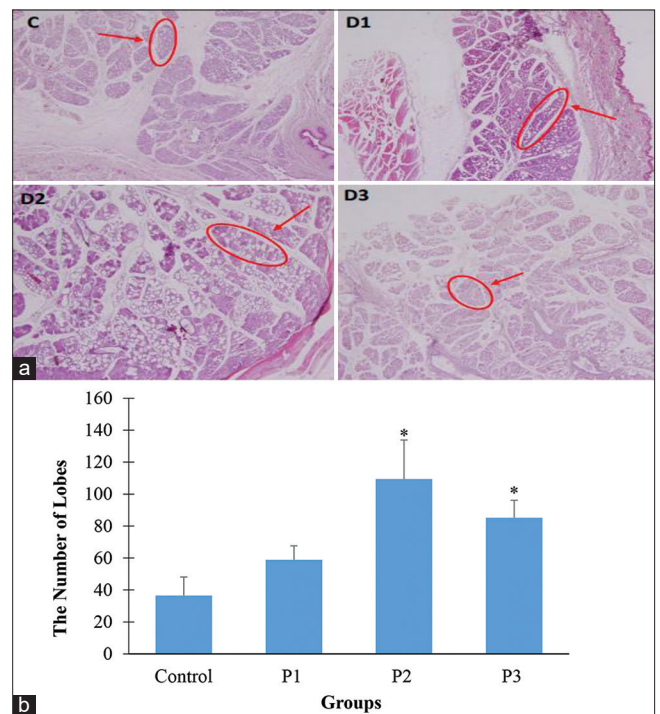 C
D1
D2
D3
a
160
140
120
100
80
60
40
20
0
The Number of Lobes
*
*
Control P1 P2 P3
Groups
b